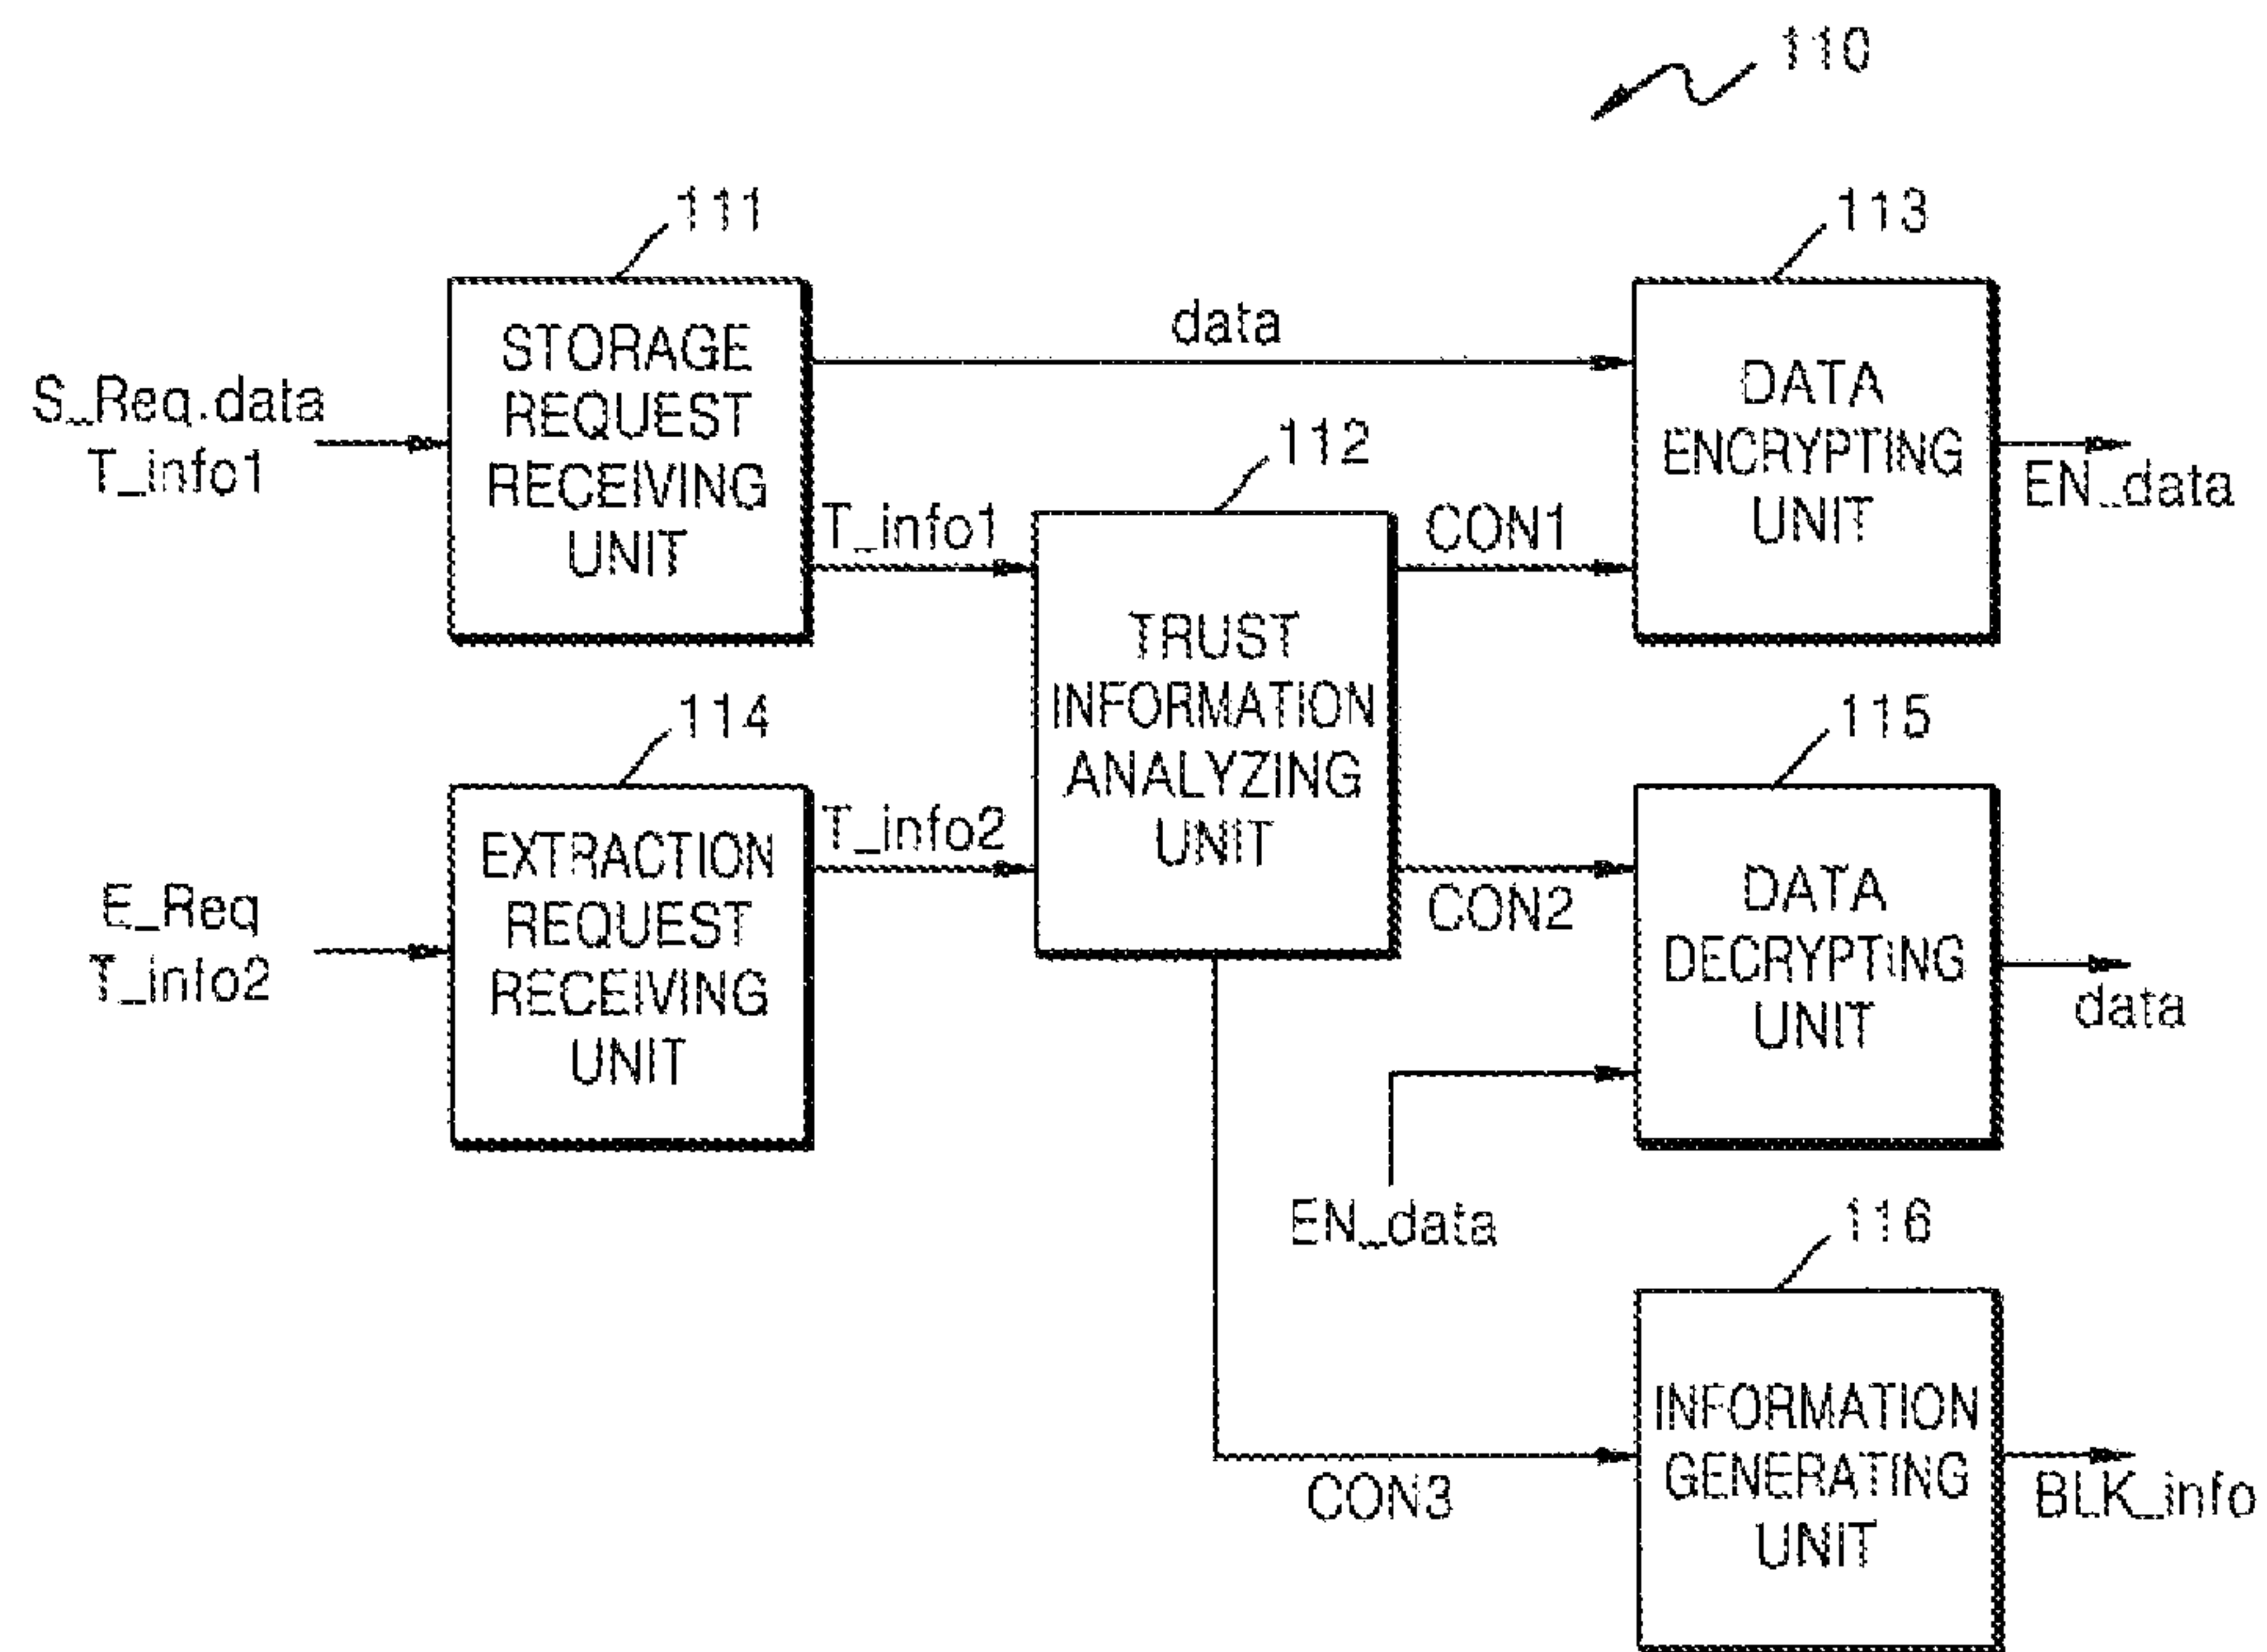 110
111
113
STORAGE
REQUEST
RECEIVING
UNIT
data
DATA
ENCRYPTING
UNIT
S_Req.data
T_info1
EN_data
112
T_info1
CON1
TRUST
INFORMATION
ANALYZING
UNIT
114
115
EXTRACTION
REQUEST
RECEIVING
UNIT
T_info2
CON2
DATA
DECRYPTING
UNIT
E_Req
T_info2
data
EN_data
116
INFORMATION
GENERATING
UNIT
CON3
BLK_info